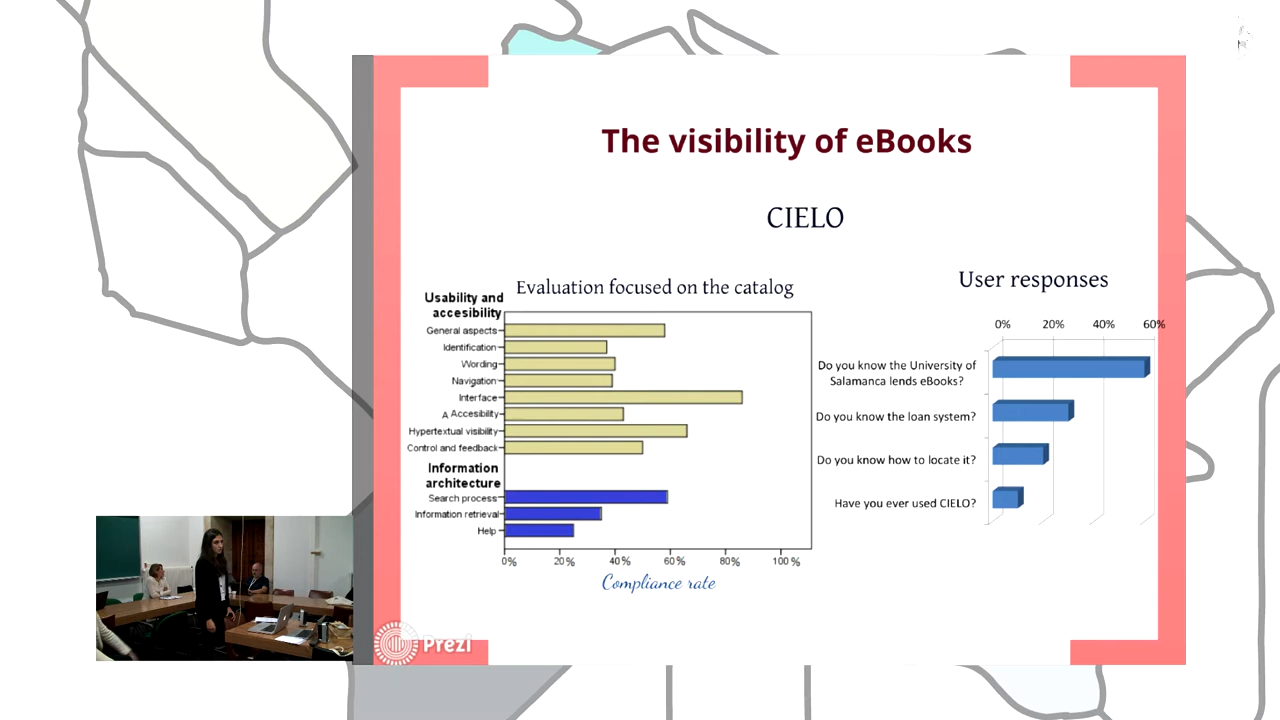 The visibility of eBooks
CIELO
Evaluation focused on the catalog
Usability and
accesibility
General aspects
Identification
Wording
Navigation
Interface
A Accesibility
Hypertextual visibility
Control and feedback
Information
architecture
Search process
Information retrieval
Help
0%
20%
40%
60%
80%
100%
Compliance rate
User responses
0%
20%
40%
60%
Do you know the University of
Salamanca lends eBooks?
Do you know the loan system?
Do you know how to locate it?
Have you ever used CIELO?
Prezi